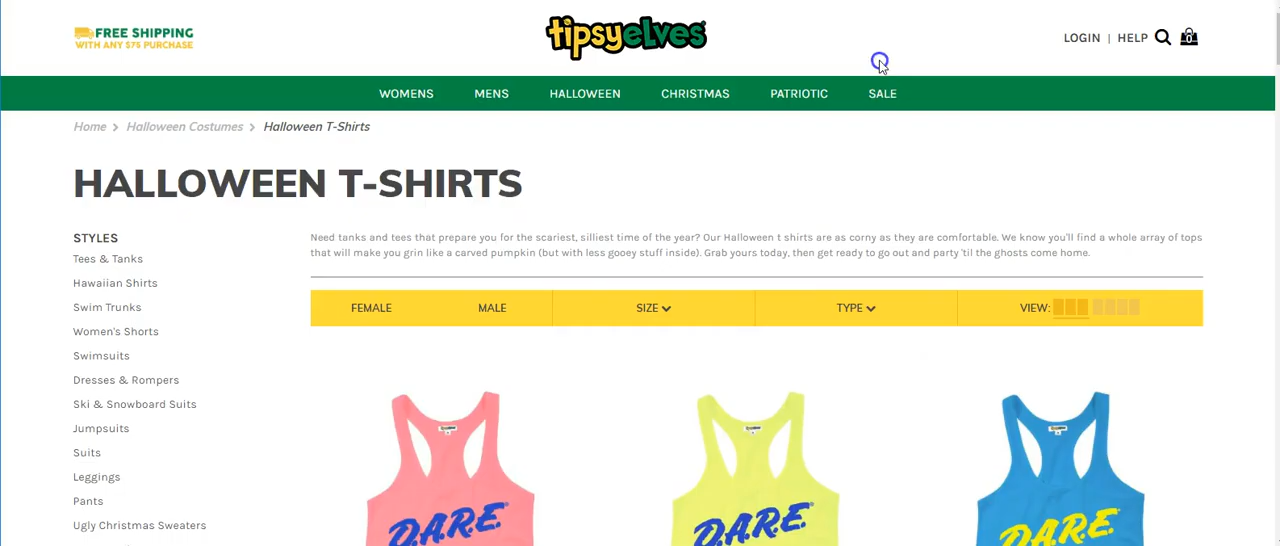 FREE SHIPPING
WITH ANY $75 PURCHASE
tipsyelves
LOGIN | HELP
0
WOMENS MENS HALLOWEEN CHRISTMAS PATRIOTIC SALE
Home > Halloween Costumes > Halloween T-Shirts
HALLOWEEN T-SHIRTS
STYLES
Tees & Tanks
Hawaiian Shirts
Swim Trunks
Women's Shorts
Swimsuits
Dresses & Rompers
Ski & Snowboard Suits
Jumpsuits
Suits
Leggings
Pants
Ugly Christmas Sweaters
Need tanks and tees that prepare you for the scariest, silliest time of the year? Our Halloween t shirts are as corny as they are comfortable. We know you'll find a whole array of tops
that will make you grin like a carved pumpkin (but with less gooey stuff inside). Grab yours today, then get ready to go out and party 'til the ghosts come home.
FEMALE MALE SIZE TYPE VIEW:
D.A.R.E.® D.A.R.E.® D.A.R.E.®